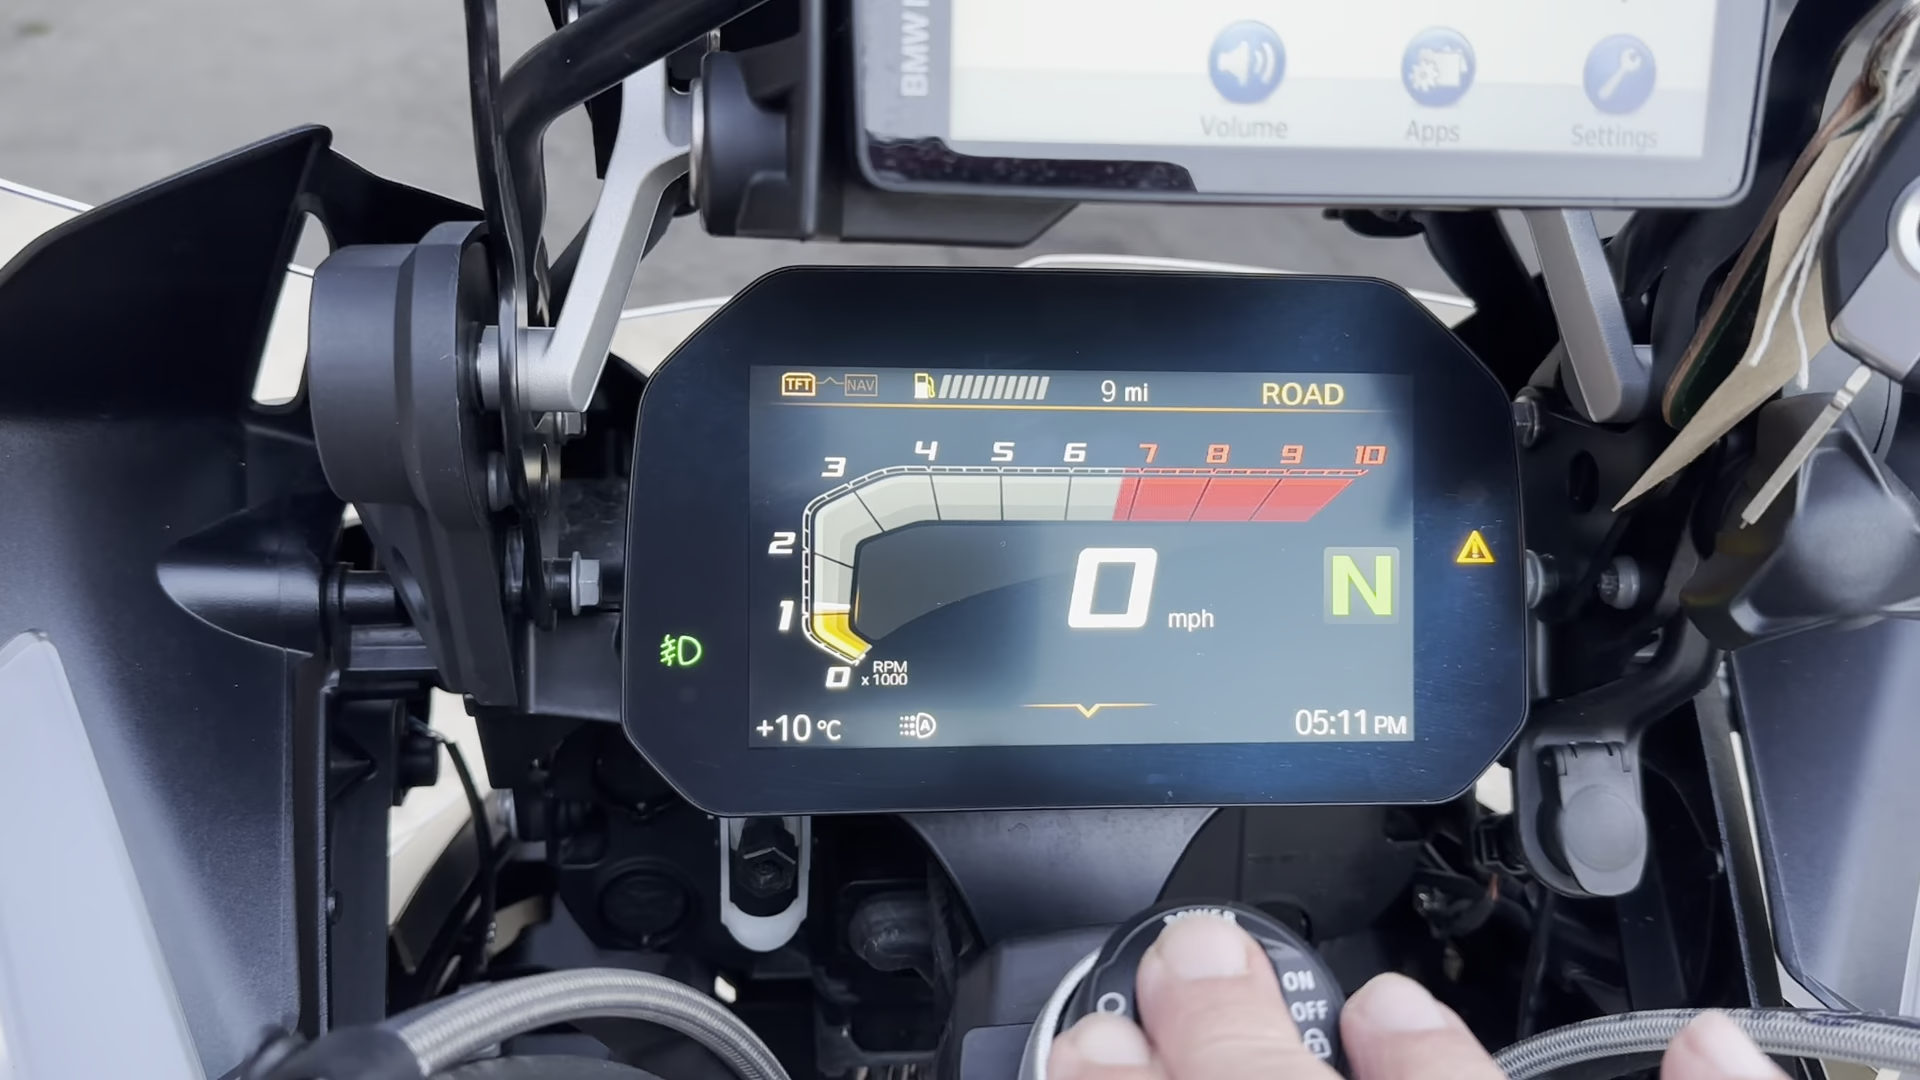 BMW
Volume Apps Settings
TFT NAV 9 mi ROAD
3 4 5 6 7 8 9 10
2
1
0 RPM
x 1000
0 mph
N
+10 °C A 05:11 PM
POWER
ON
OFF